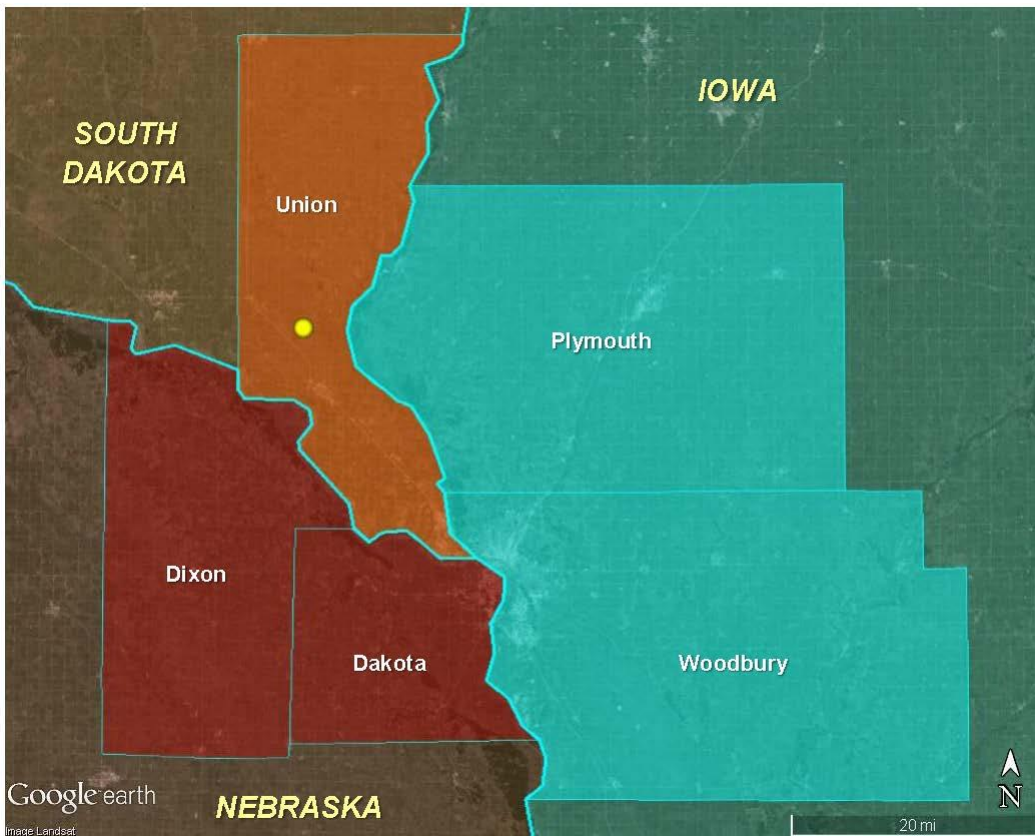 IOWA
SOUTH
DAKOTA
Union
Plymouth
Dixon
Dakota
Woodbury
Google earth
NEBRASKA
N
20 mi
Image Landsat